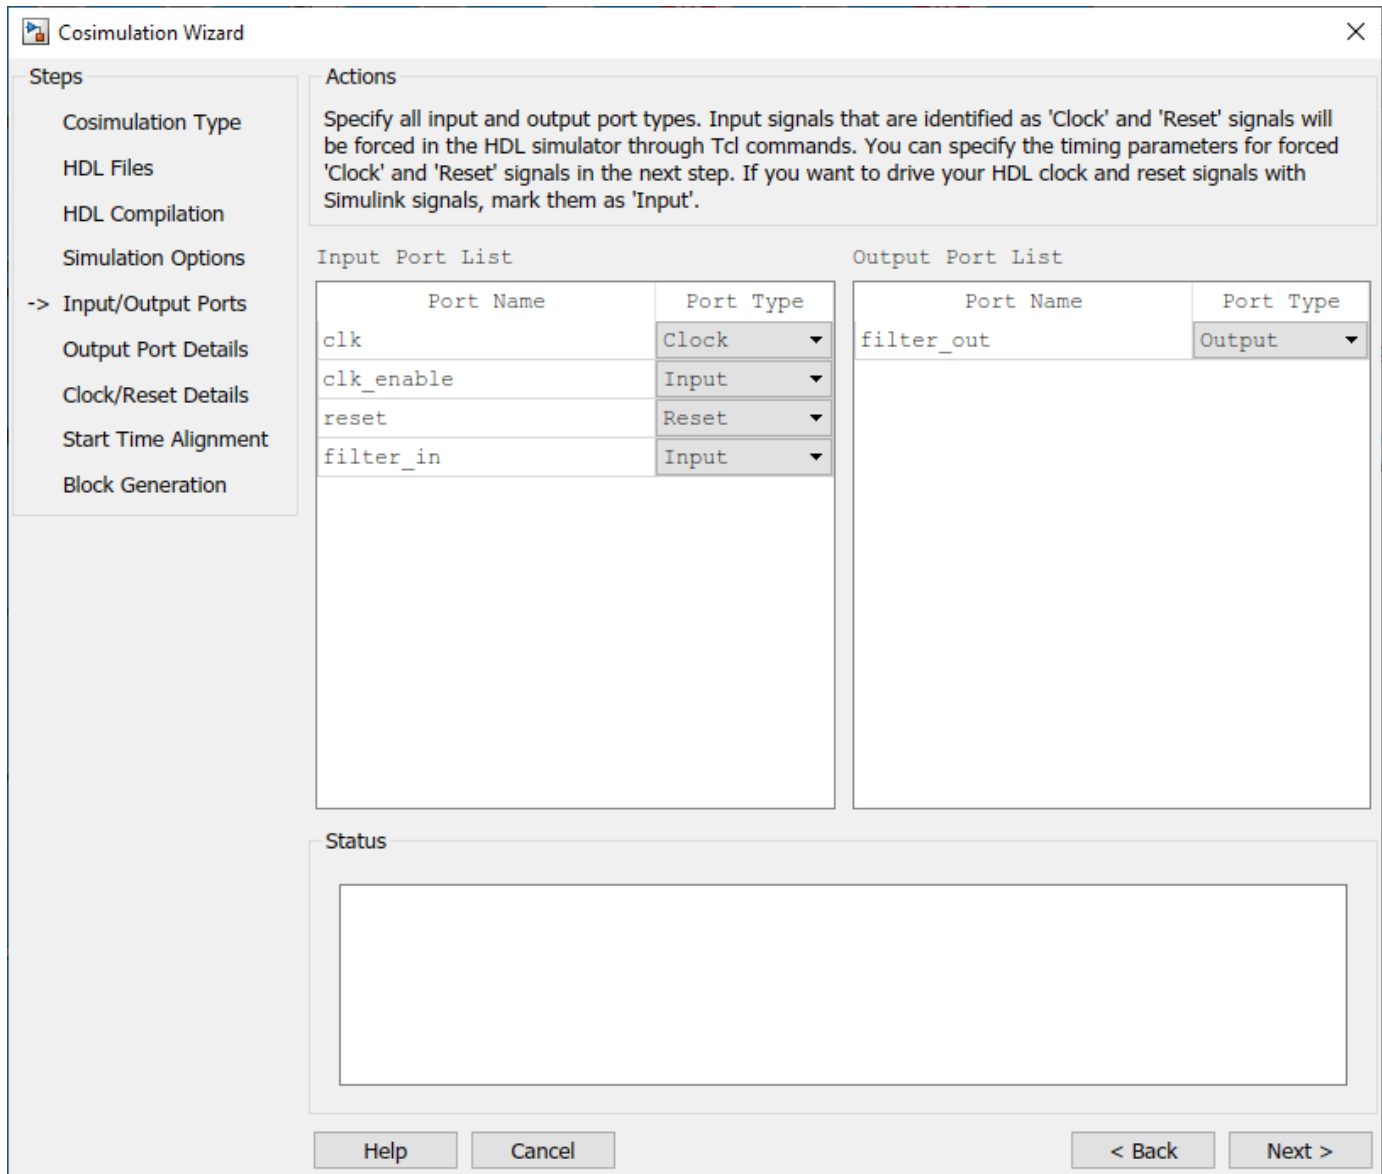 Cosimulation Wizard
Steps
Cosimulation Type
HDL Files
HDL Compilation
Simulation Options
-> Input/Output Ports
Output Port Details
Clock/Reset Details
Start Time Alignment
Block Generation
Actions
Specify all input and output port types. Input signals that are identified as 'Clock' and 'Reset' signals will
be forced in the HDL simulator through Tcl commands. You can specify the timing parameters for forced
'Clock' and 'Reset' signals in the next step. If you want to drive your HDL clock and reset signals with
Simulink signals, mark them as 'Input'.
Input Port List
Port Name Port Type
clk Clock
clk_enable Input
reset Reset
filter_in Input
Output Port List
Port Name Port Type
filter_out Output
Status
Help Cancel < Back Next >